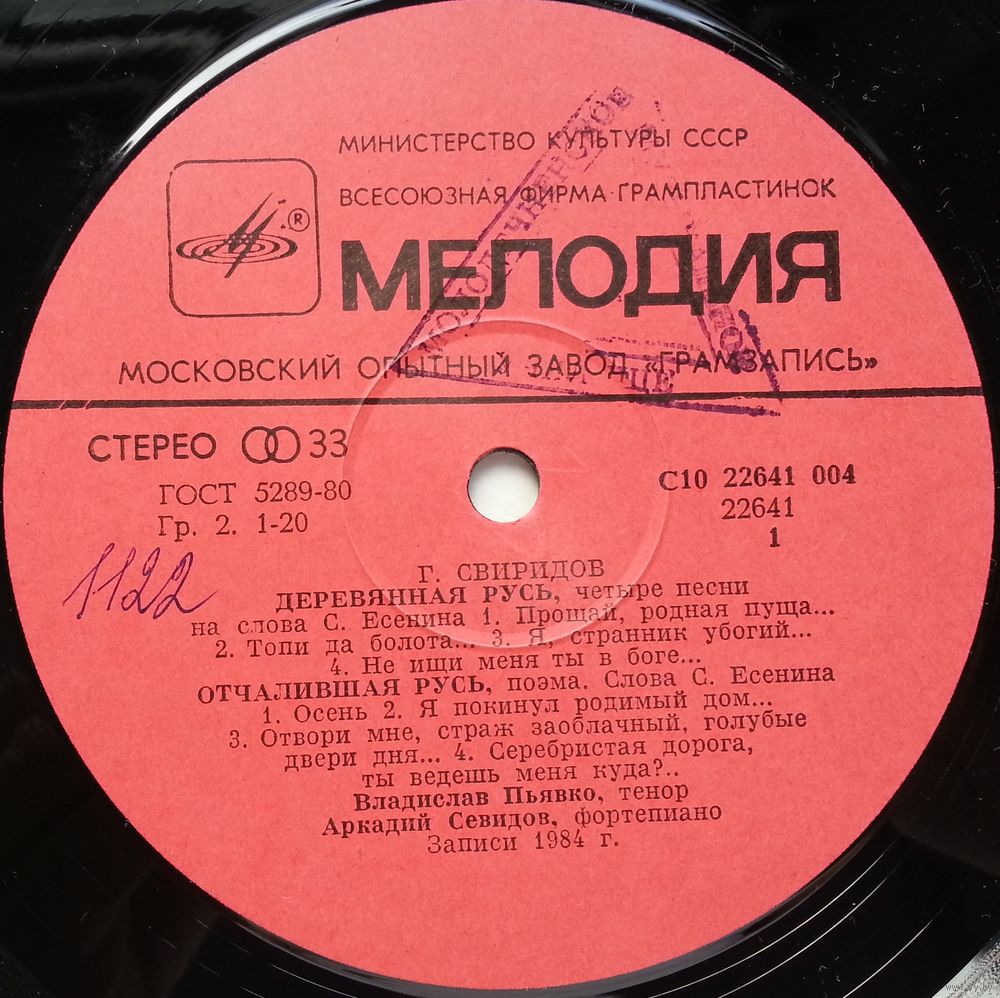 МИНИСТЕРСТВО КУЛЬТУРЫ СССР
ВСЕСОЮЗНАЯ ФИРМА ГРАМПЛАСТИНОК
®
МЕЛОДИЯ
МОСКОВСКИЙ ОПЫТНЫЙ ЗАВОД «ГРАМЗАПИСЬ»
СТЕРЕО 33
ГОСТ 5289-80
Гр. 2. 1-20
С10 22641 004
22641
1
1122
Г. СВИРИДОВ
ДЕРЕВЯННАЯ РУСЬ, четыре песни
на слова С. Есенина 1. Прощай, родная пуща...
2. Топи да болота... 3. Я, странник убогий...
4. Не ищи меня ты в боге...
ОТЧАЛИВШАЯ РУСЬ, поэма. Слова С. Есенина
1. Осень 2. Я покинул родимый дом...
3. Отвори мне, страж заоблачный, голубые
двери дня... 4. Серебристая дорога,
ты ведешь меня куда?..
Владислав Пьявко, тенор
Аркадий Севидов, фортепиано
Записи 1984 г.